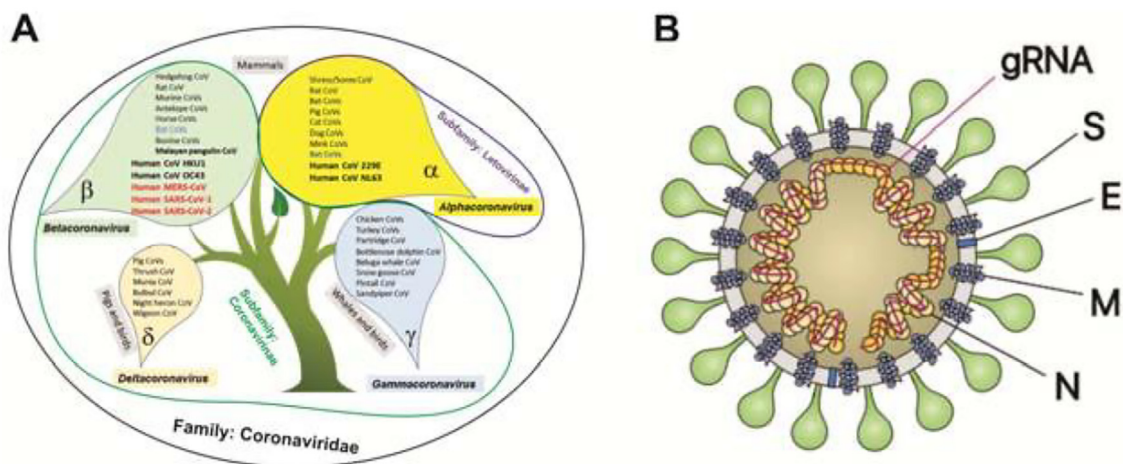 A
Mammals
Hedgehog CoV
Rat CoV
Murine CoVs
Antelope CoVs
Horse CoVs
Bat CoVs
Bovine CoVs
Malayan pangolin CoV
Human CoV HKU1
Human CoV OC43
Human MERS-CoV
Human SARS-CoV-1
Human SARS-CoV-2
β
Betacoronavirus
CoV
Rat CoV
Bat CoVs
Pig CoVs
Cat CoVs
Dog CoVs
Mink CoVs
Bat CoVs
Human CoV 229E
Human CoV NL63
α
Alphacoronavirus
Subfamily: Letovirinae
Pig CoVs
Thrush CoV
Munia CoV
Bulbul CoV
Night heron CoV
Wigeon CoV
δ
Pigs and birds
Deltacoronavirus
Subfamily: Coronavirinae
Chicken CoVs
Turkey CoVs
Partridge CoV
Bottlenose dolphin CoV
Beluga whale CoV
Snow goose CoV
Pintail CoV
Sandpiper CoV
γ
Whales and birds
Gammacoronavirus
Family: Coronaviridae
B
gRNA
S
E
M
N